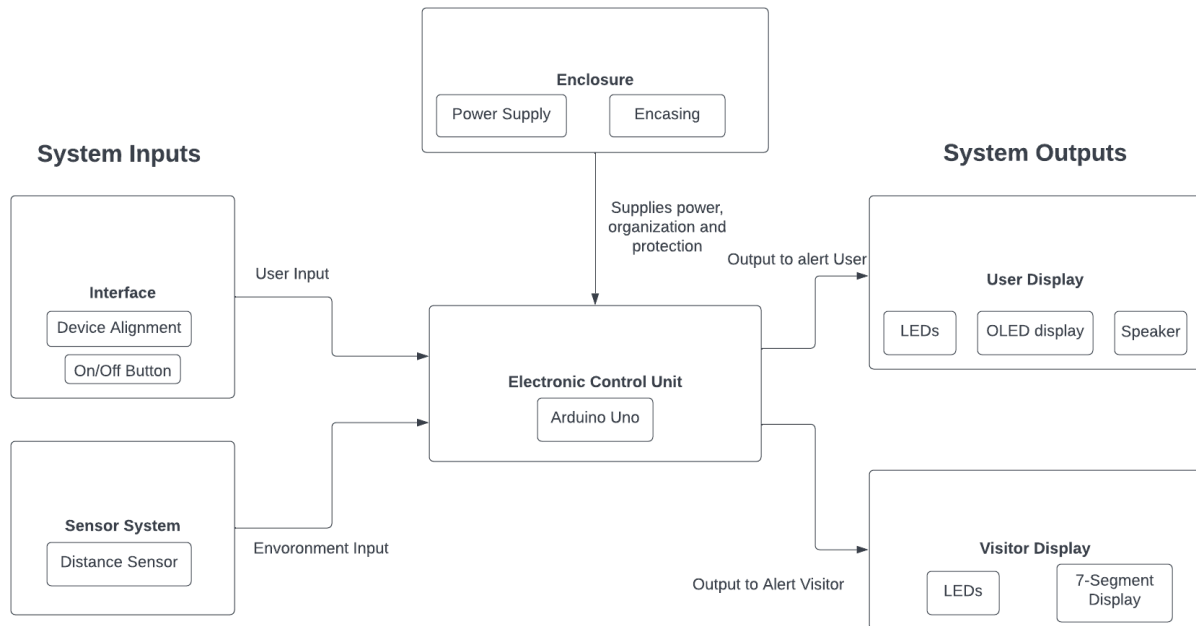 Enclosure
Power Supply
Encasing
System Inputs
System Outputs
Supplies power,
organization and
protection
User Input
Output to alert User
Interface
Device Alignment
On/Off Button
User Display
LEDs
OLED display
Speaker
Electronic Control Unit
Arduino Uno
Sensor System
Distance Sensor
Envoronment Input
Output to Alert Visitor
Visitor Display
LEDs
7-Segment
Display